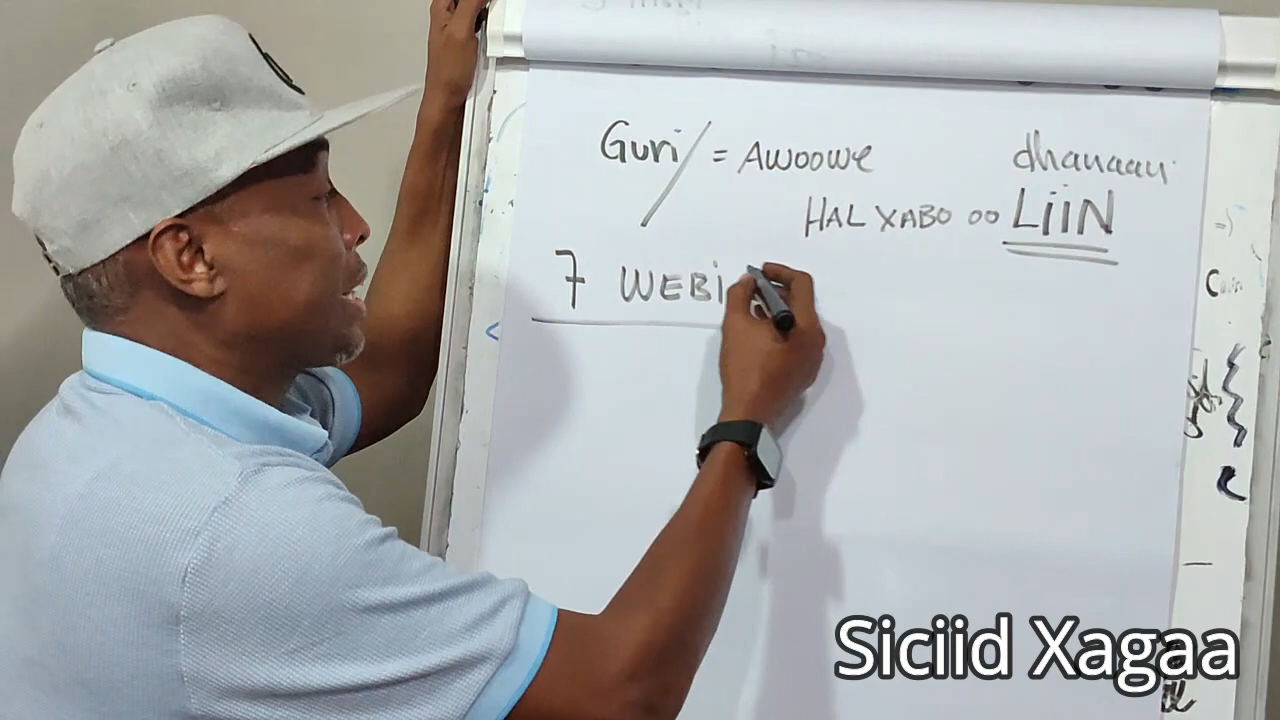 Guri / = Awoowe
dhanaan
HAL XABO oo LiiN
7 WEBi
Siciid Xagaa